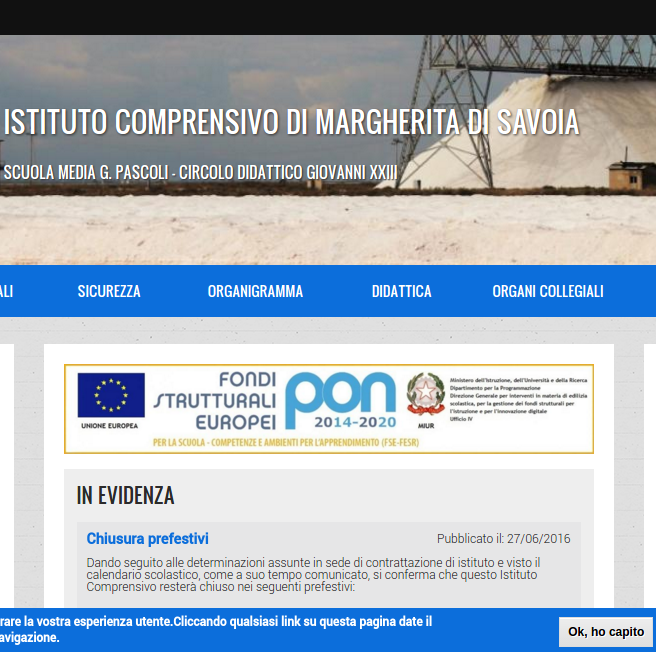 ISTITUTO COMPRENSIVO DI MARGHERITA DI SAVOIA
SCUOLA MEDIA G. PASCOLI - CIRCOLO DIDATTICO GIOVANNI XXIII
ALI SICUREZZA ORGANIGRAMMA DIDATTICA ORGANI COLLEGIALI
UNIONE EUROPEA
FONDI
STRUTTURALI
EUROPEI
pon
2014-2020
MIUR
Ministero dell'Istruzione, dell'Università e della Ricerca
Dipartimento per la Programmazione
Direzione Generale per interventi in materia di edilizia
scolastica, per la gestione dei fondi strutturali per
l'istruzione e per l'innovazione digitale
Ufficio IV
PER LA SCUOLA - COMPETENZE E AMBIENTI PER L'APPRENDIMENTO (FSE-FESR)
IN EVIDENZA
Chiusura prefestivi Pubblicato il: 27/06/2016
Dando seguito alle determinazioni assunte in sede di contrattazione di istituto e visto il
calendario scolastico, come a suo tempo comunicato, si conferma che questo Istituto
Comprensivo resterà chiuso nei seguenti prefestivi:
rare la vostra esperienza utente.Cliccando qualsiasi link su questa pagina date il
avigazione.
Ok, ho capito